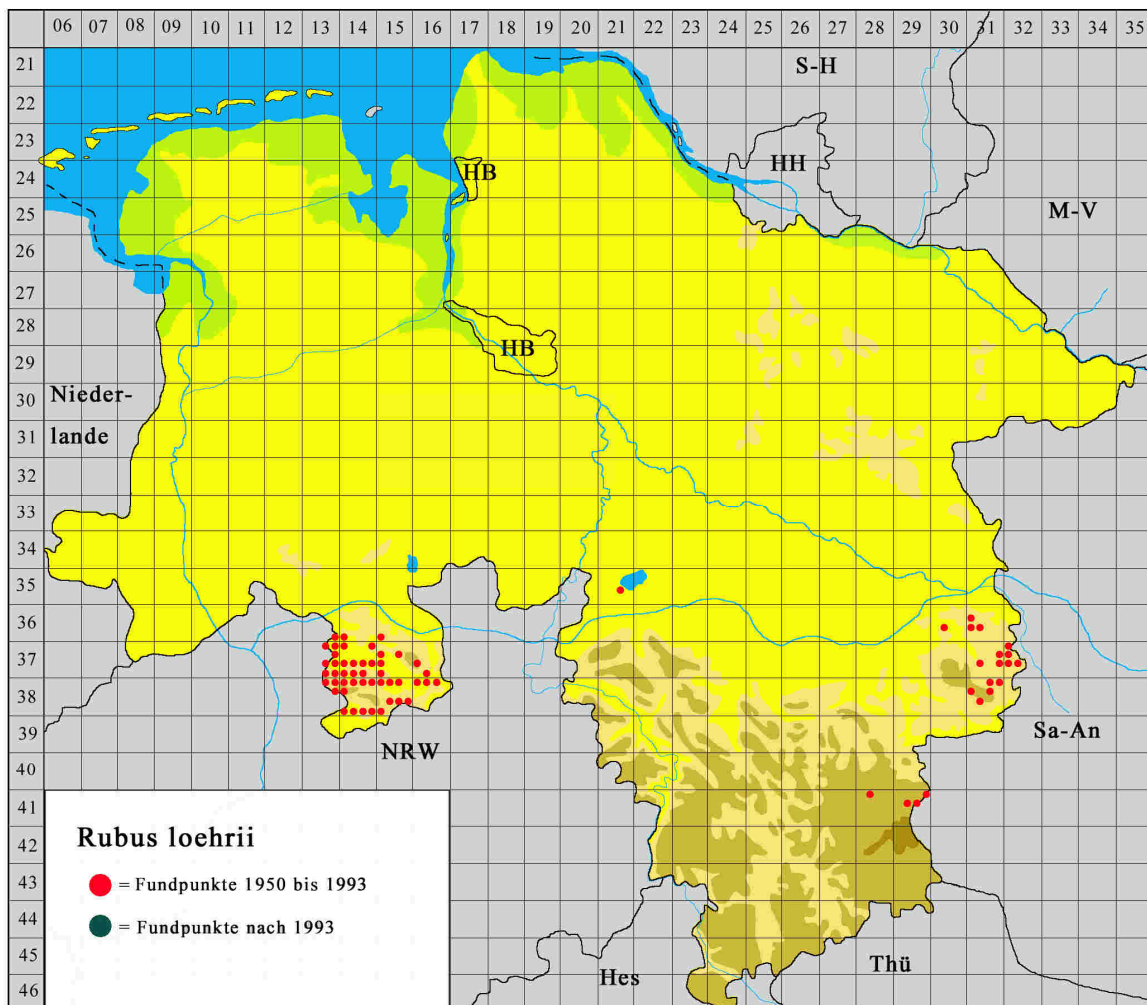 06 07 08 09 10 11 12 13 14 15 16 17 18 19 20 21 22 23 24 25 26 27 28 29 30 31 32 33 34 35
21
S-H
22
23
HB
HH
24
25
M-V
26
27
28
HB
29
Nieder-
30
lande
31
32
33
34
35
36
37
38
39
NRW
Sa-An
40
41
42
43
44
45
46
Hes
Thü
Rubus loehrii
= Fundpunkte 1950 bis 1993
= Fundpunkte nach 1993